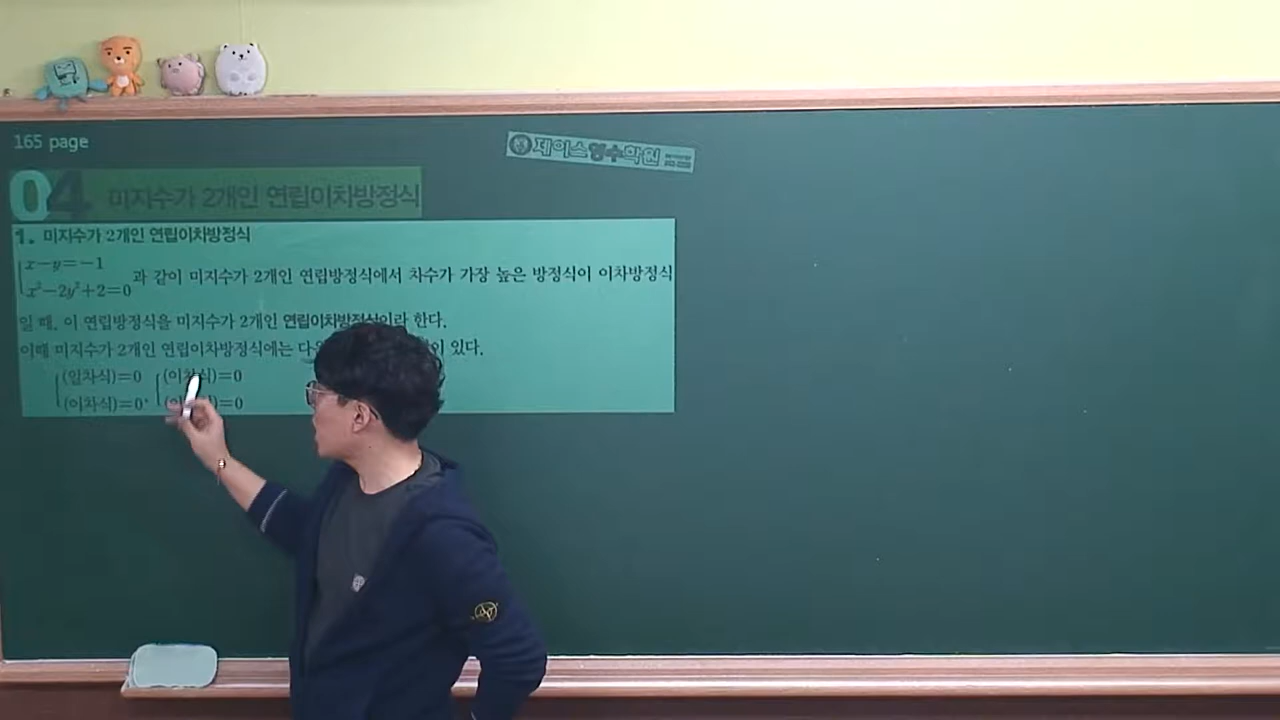 165 page
제이스영수학원
04 미지수가 2개인 연립이차방정식
1. 미지수가 2개인 연립이차방정식
x-y=-1
x²-2y²+2=0
과 같이 미지수가 2개인 연립방정식에서 차수가 가장 높은 방정식이 이차방정식
일 때, 이 연립방정식을 미지수가 2개인 연립이차방정식이라 한다.
이때 미지수가 2개인 연립이차방정식에는 이 있다.
(일차식)=0 (이차식)=0
(이차식)=0, =0